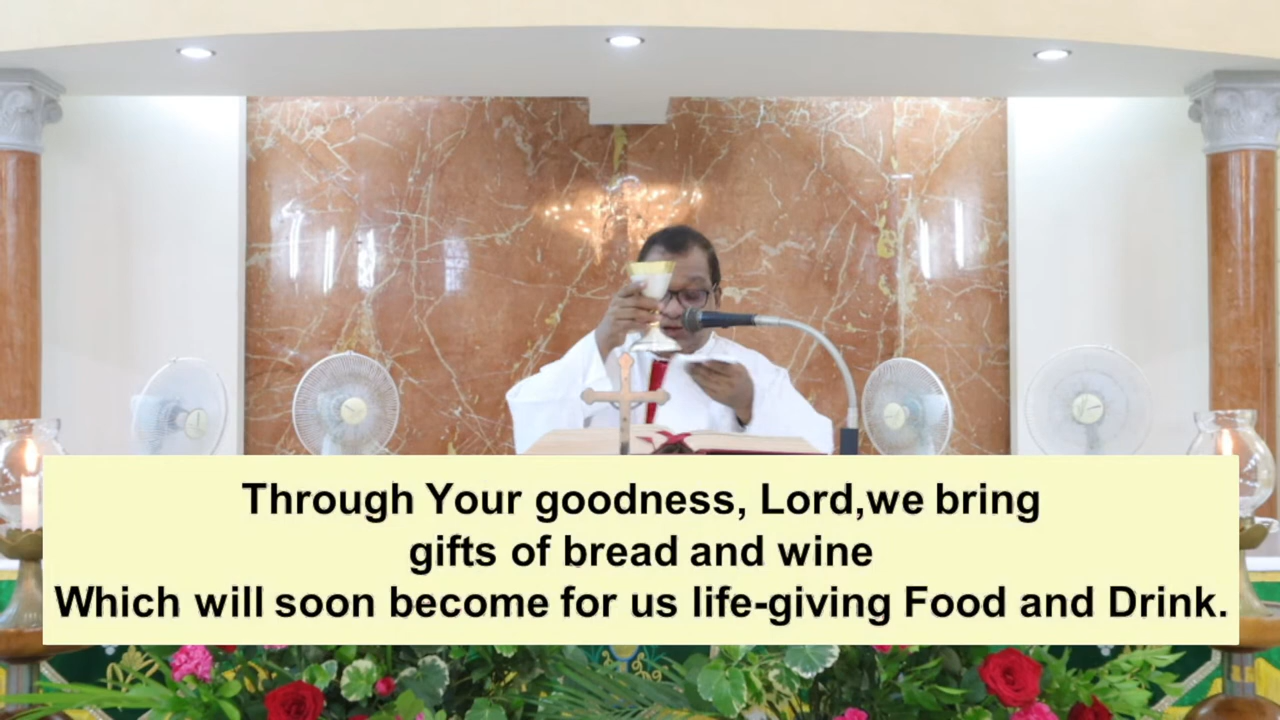 Through Your goodness, Lord,we bring
gifts of bread and wine
Which will soon become for us life-giving Food and Drink.